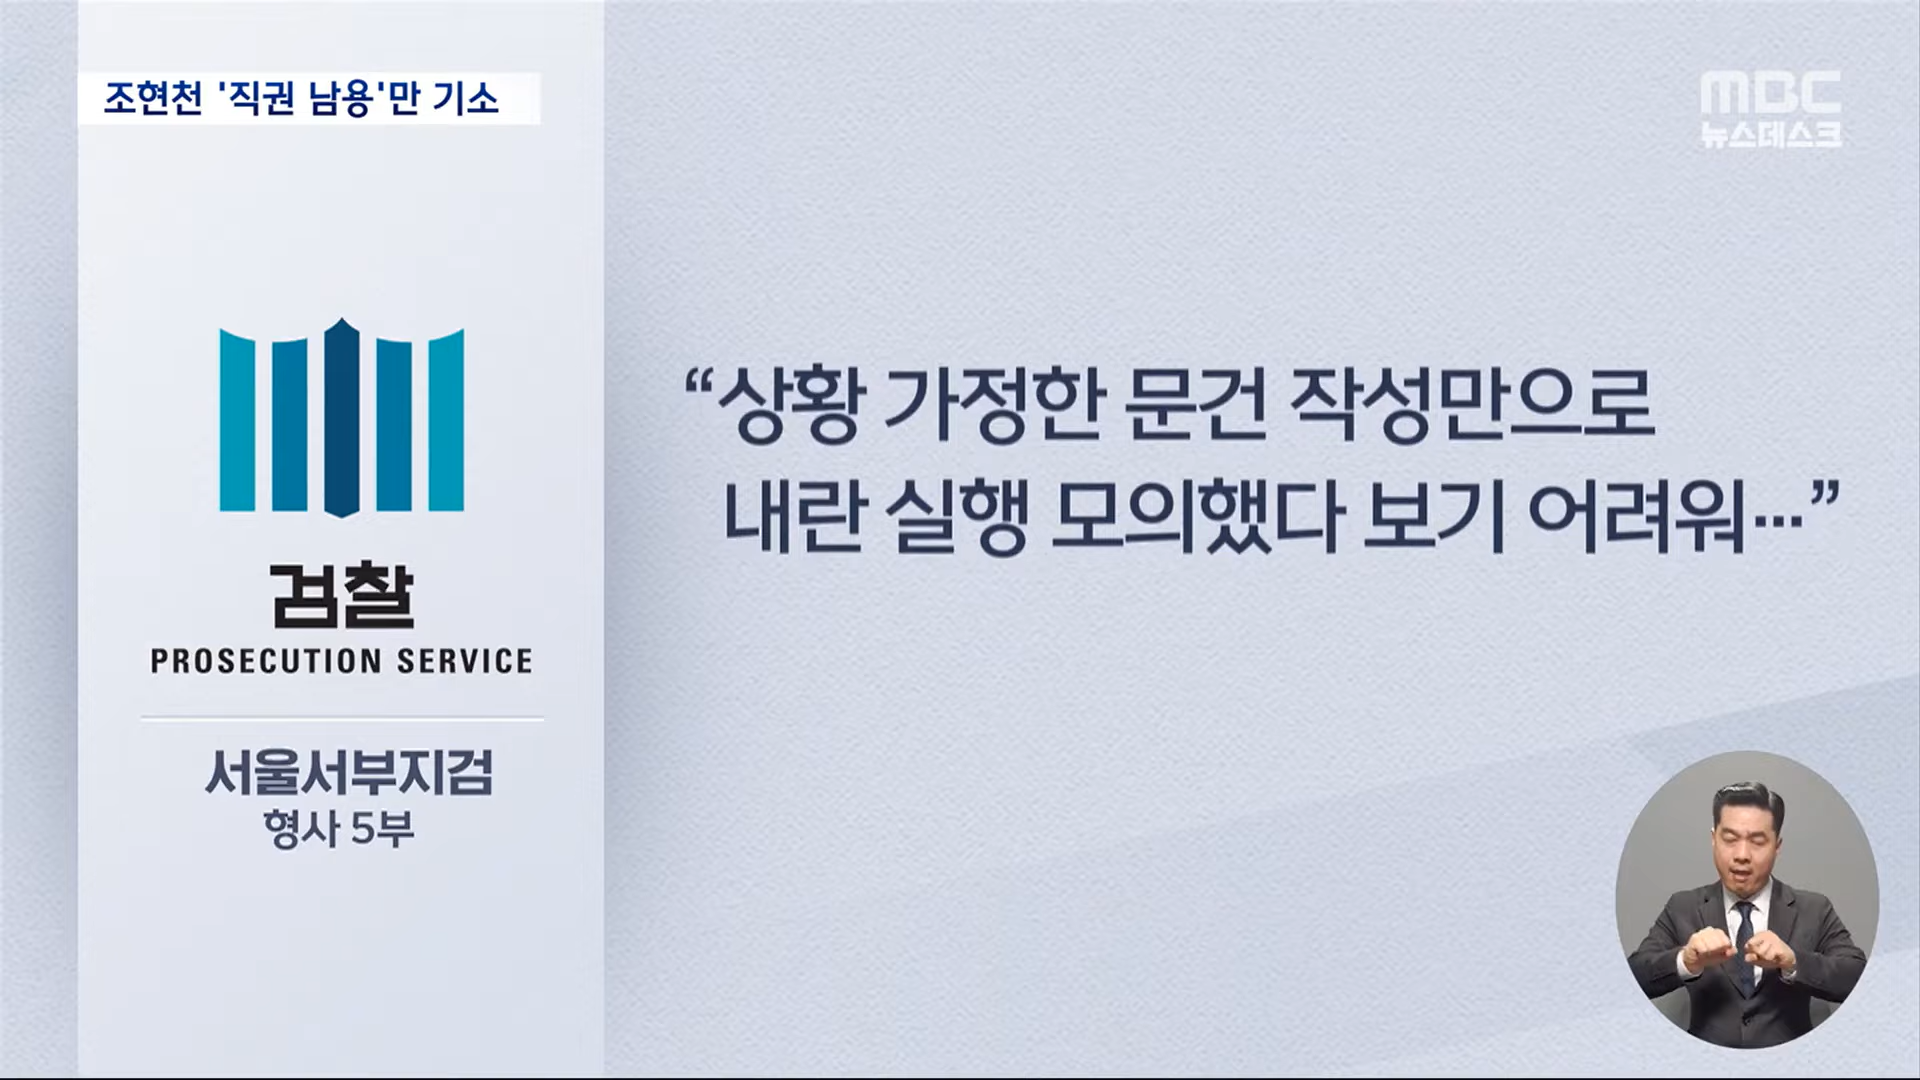 조현천 '직권 남용'만 기소
MBC
뉴스데스크
“상황 가정한 문건 작성만으로
내란 실행 모의했다 보기 어려워…”
검찰
PROSECUTION SERVICE
서울서부지검
형사 5부